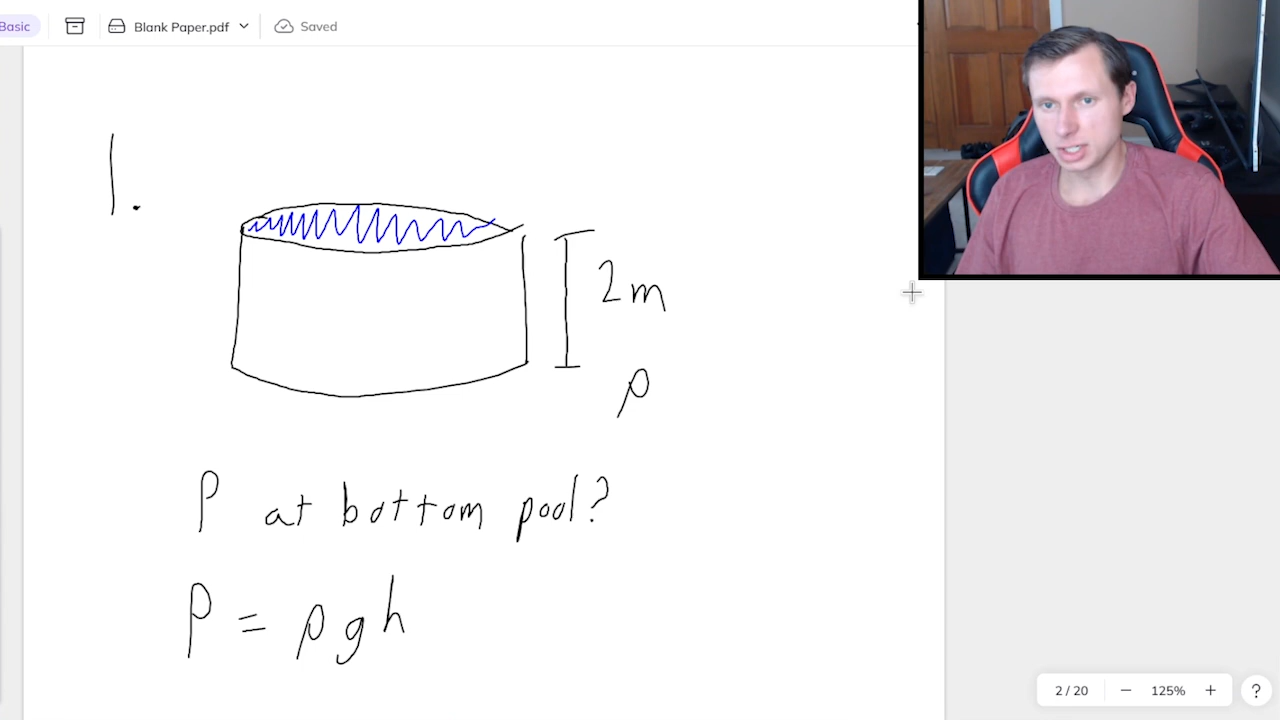 Basic
Blank Paper.pdf
Saved
1.
2m
ρ
P at bottom pool?
P = ρgh
2 / 20
125%
?